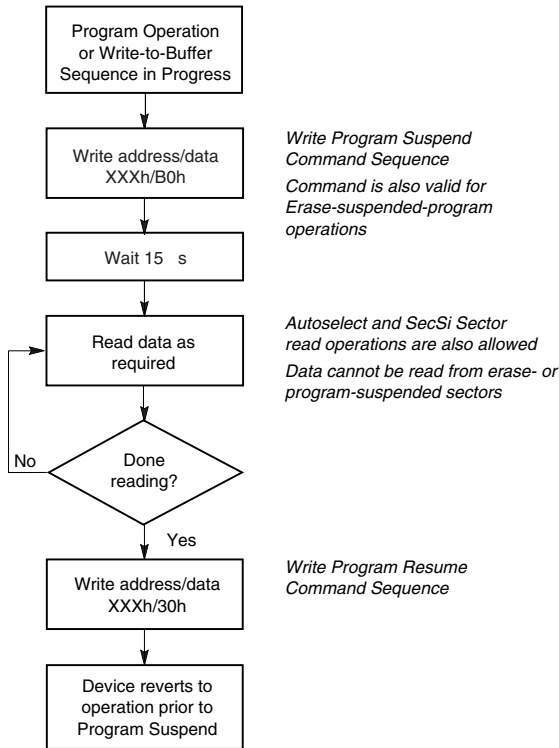 Program Operation
or Write-to-Buffer
Sequence in Progress
Write address/data
XXXh/B0h
Write Program Suspend
Command Sequence
Command is also valid for
Erase-suspended-program
operations
Wait 15 s
Read data as
required
Autoselect and SecSi Sector
read operations are also allowed
Data cannot be read from erase- or
program-suspended sectors
Done
reading?
No
Yes
Write address/data
XXXh/30h
Write Program Resume
Command Sequence
Device reverts to
operation prior to
Program Suspend